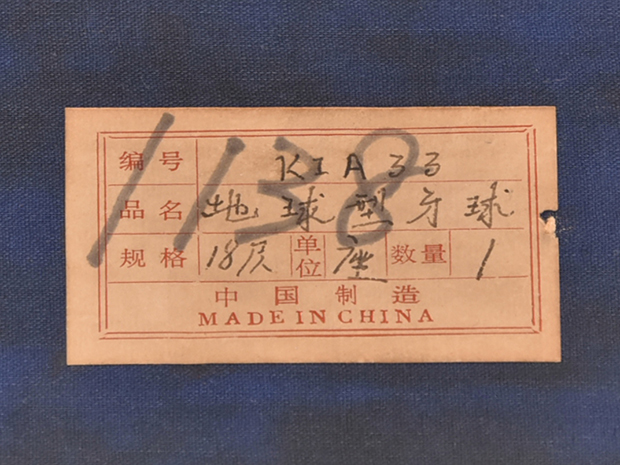 1138
编号 KIA33
品名 地球型牙球
规格 18层 单位 座 数量 1
中国制造
MADE IN CHINA